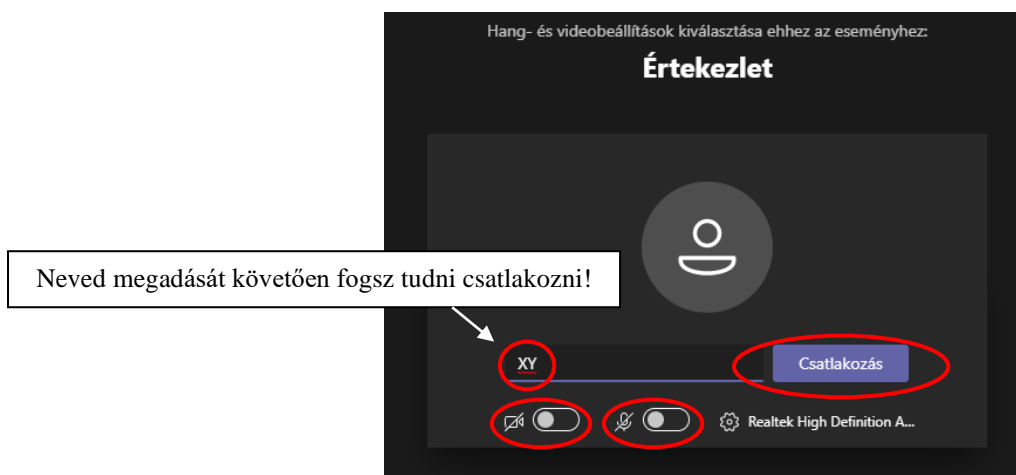 Hang- és videobeállítások kiválasztása ehhez az eseményhez:
Értekezlet
Neved megadását követően fogsz tudni csatlakozni!
XY
Csatlakozás
Realtek High Definition A...